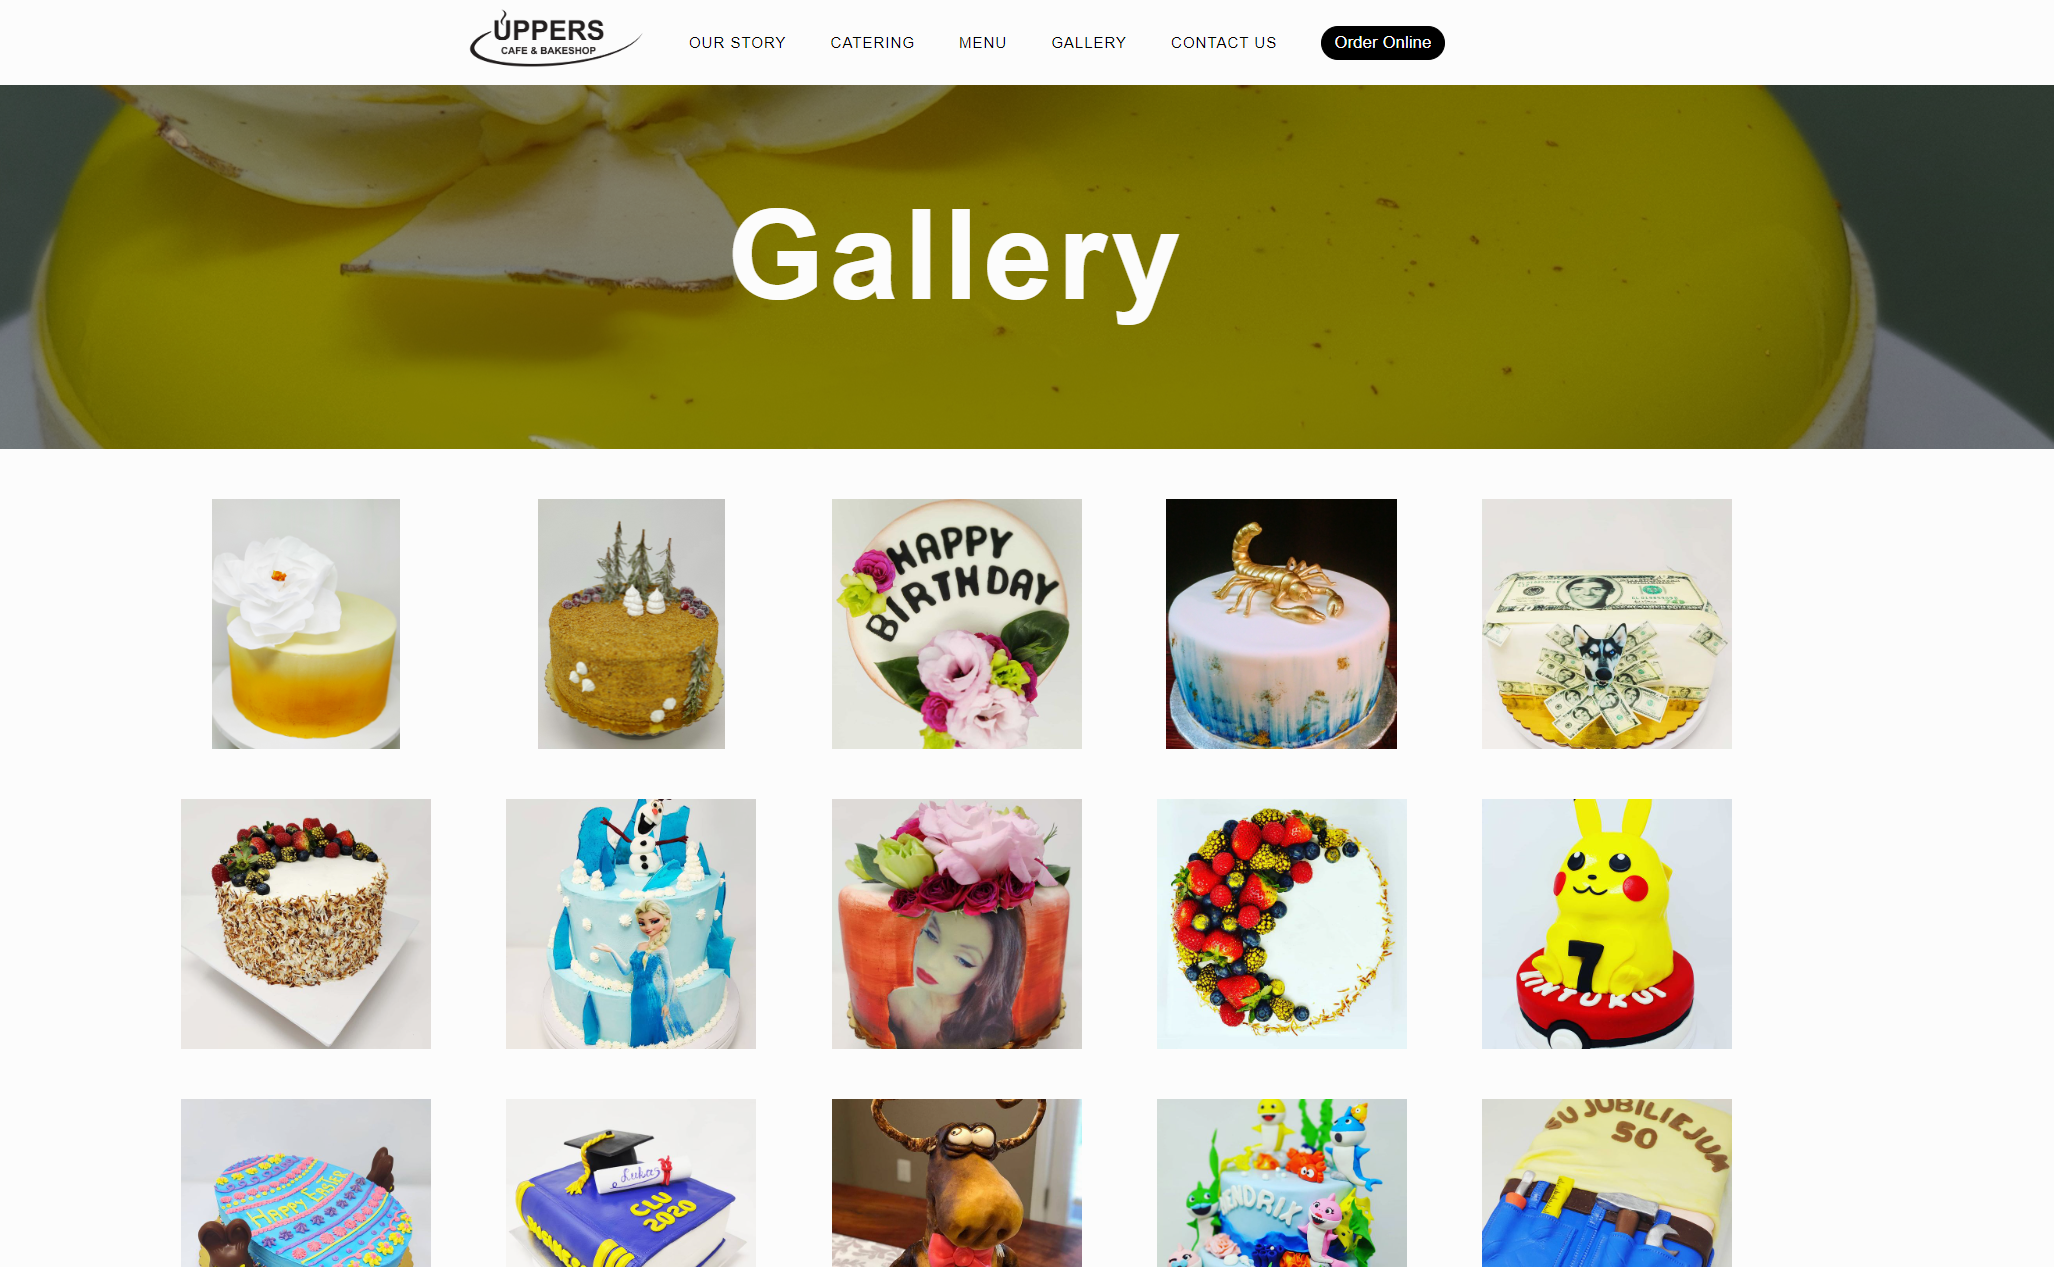 UPPERS
CAFE & BAKESHOP
OUR STORY
CATERING
MENU
GALLERY
CONTACT US
Order Online
Gallery
HAPPY
BIRTHDAY
7
HAPPY EASTER
Lukas
CLU
2020
KENDRIX
SU JUBILIEJUM
50